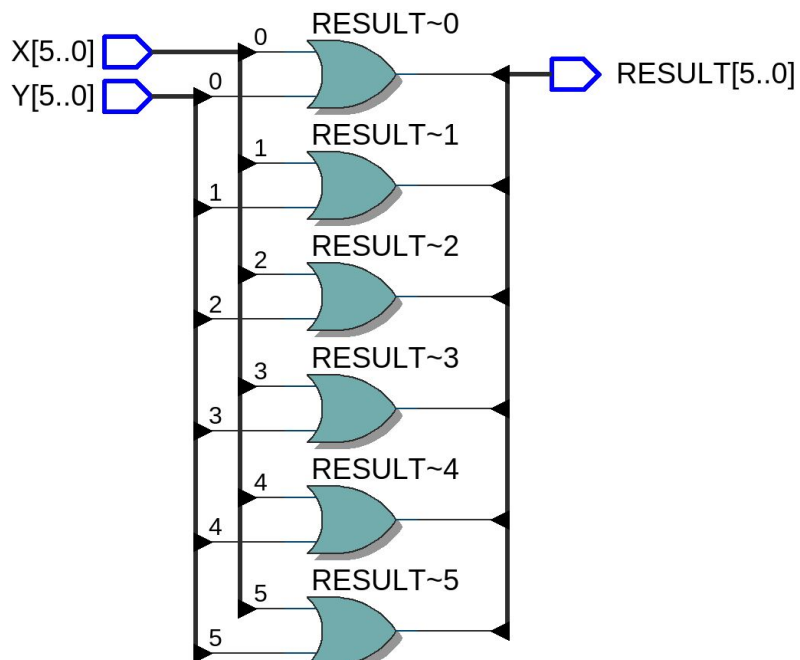 RESULT~0
X[5..0]
0
Y[5..0]
0
RESULT[5..0]
RESULT~1
1
1
RESULT~2
2
2
RESULT~3
3
3
RESULT~4
4
4
RESULT~5
5
5